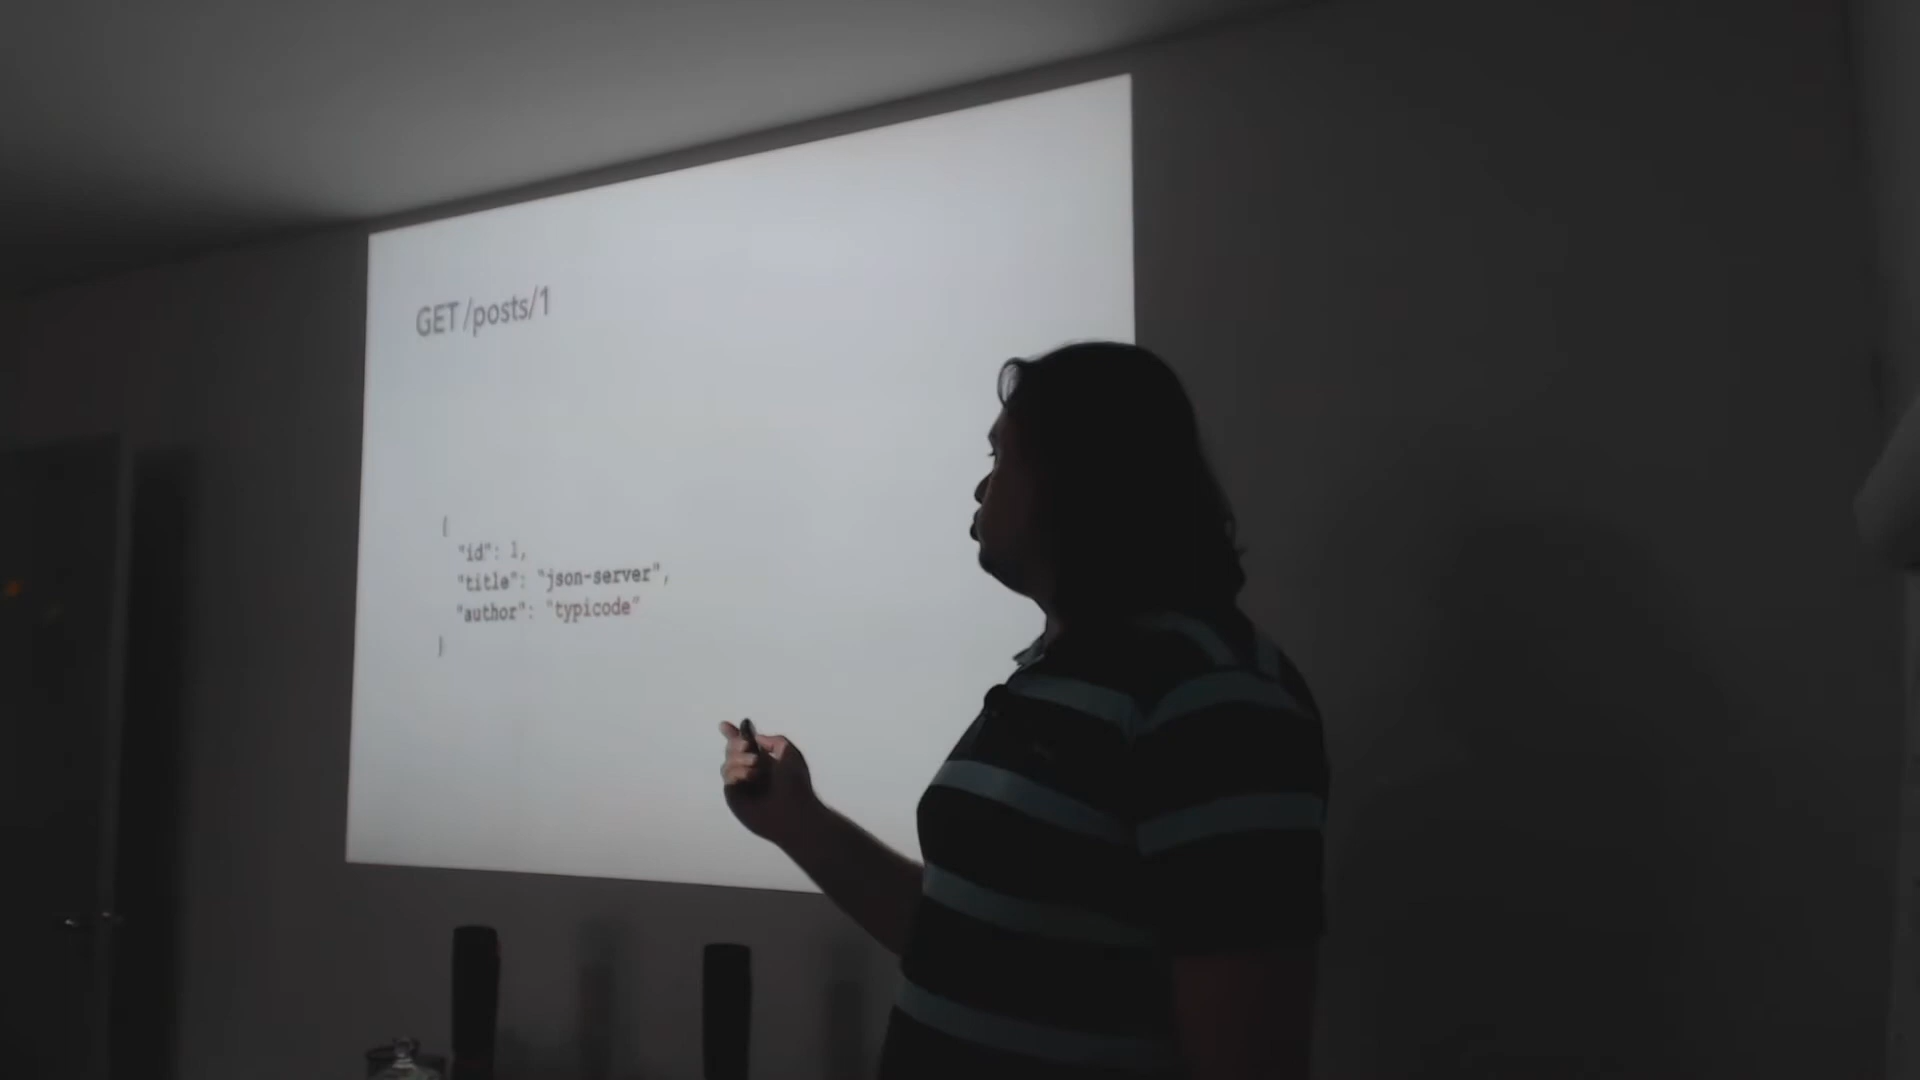 GET /posts/1
{
"id": 1,
"title": "json-server",
"author": "typicode"
}